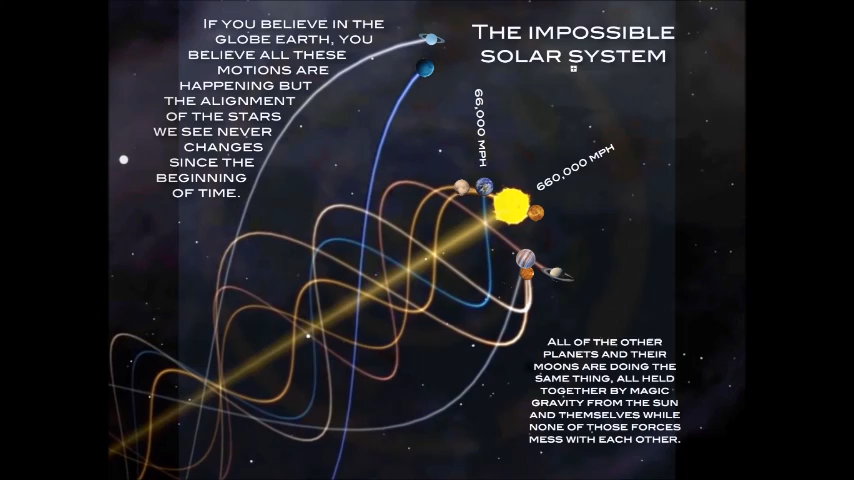 IF YOU BELIEVE IN THE
GLOBE EARTH, YOU
BELIEVE ALL THESE
MOTIONS ARE
HAPPENING BUT
THE ALIGNMENT
OF THE STARS
WE SEE NEVER
CHANGES
SINCE THE
BEGINNING
OF TIME.
THE IMPOSSIBLE
SOLAR SYSTEM
66,000 MPH
660,000 MPH
ALL OF THE OTHER
PLANETS AND THEIR
MOONS ARE DOING THE
SAME THING, ALL HELD
TOGETHER BY MAGIC
GRAVITY FROM THE SUN
AND THEMSELVES WHILE
NONE OF THOSE FORCES
MESS WITH EACH OTHER.